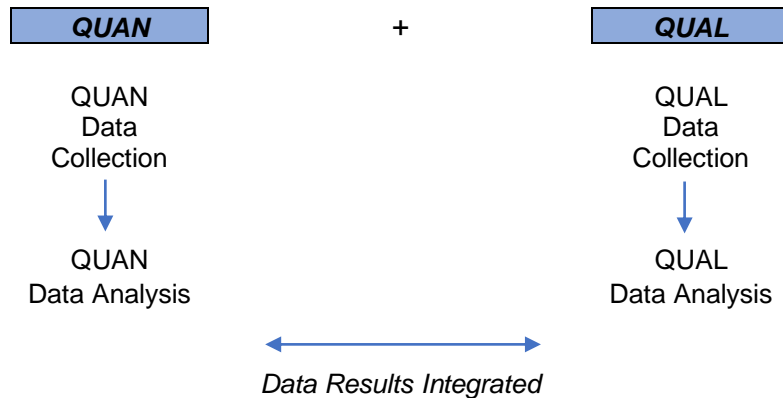 QUAN + QUAL
QUAN
Data
Collection
QUAL
Data
Collection
QUAN
Data Analysis
QUAL
Data Analysis
Data Results Integrated